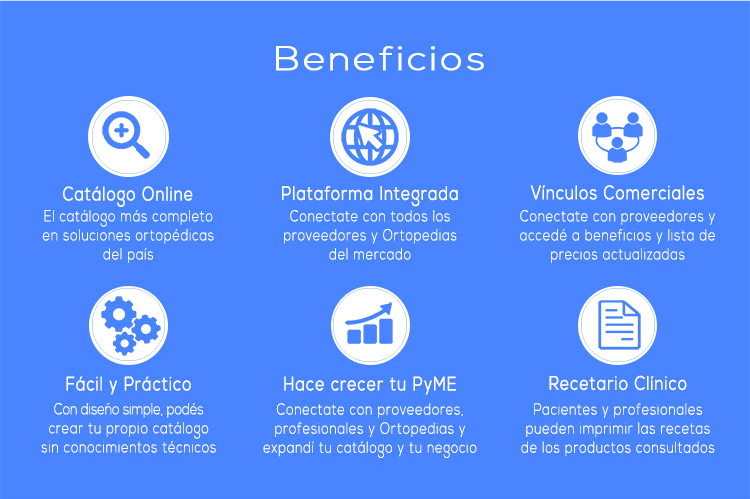 Beneficios
Catálogo Online
El catálogo más completo
en soluciones ortopédicas
del país
Plataforma Integrada
Conectate con todos los
proveedores y Ortopedias
del mercado
Vínculos Comerciales
Conectate con proveedores y
accedé a beneficios y lista de
precios actualizadas
Fácil y Práctico
Con diseño simple, podés
crear tu propio catálogo
sin conocimientos técnicos
Hace crecer tu PyME
Conectate con proveedores,
profesionales y Ortopedias y
expandí tu catálogo y tu negocio
Recetario Clínico
Pacientes y profesionales
pueden imprimir las recetas
de los productos consultados